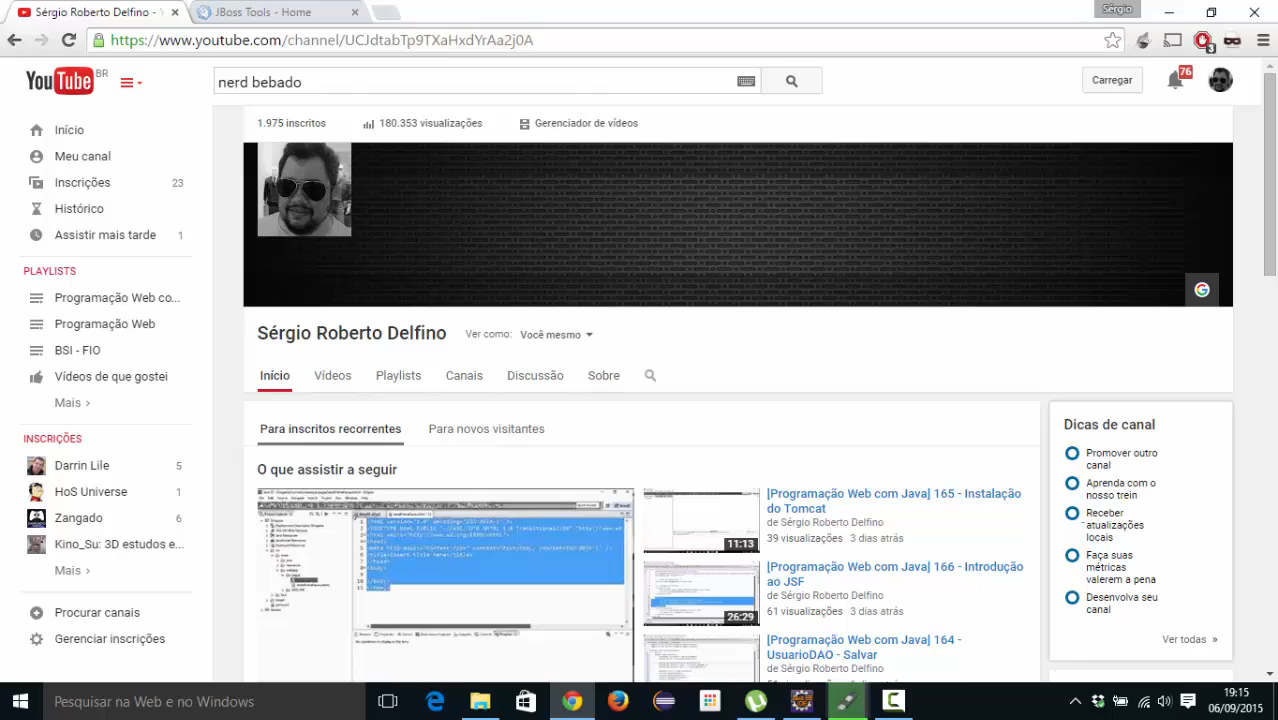 Sérgio Roberto Delfino - Y
JBoss Tools - Home
Sérgio
https://www.youtube.com/channel/UCJdtabTp9TXaHxdYrAa2j0A
3
YouTube BR
nerd bebado
Carregar
76
Início
Meu canal
Inscrições 23
Histórico
Assistir mais tarde 1
PLAYLISTS
Programação Web co...
Programação Web
BSI - FIO
Vídeos de que gostei
Mais ›
INSCRIÇÕES
Darrin Lile 5
HoS Universe 1
Zangado 6
Kino_Su: 3D estudos e...
Mais ›
Procurar canais
Gerenciar inscrições
1.975 inscritos 180.353 visualizações Gerenciador de vídeos
Sérgio Roberto Delfino Ver como: Você mesmo
Início Vídeos Playlists Canais Discussão Sobre
Para inscritos recorrentes Para novos visitantes
O que assistir a seguir
11:13
[Programação Web com Java] 165 - Instalação
do Tomcat
de Sérgio Roberto Delfino
39 visualizações 3 dias atrás
26:29
[Programação Web com Java] 166 - Introdução
ao JSF
de Sérgio Roberto Delfino
61 visualizações 3 dias atrás
[Programação Web com Java] 164 -
UsuarioDAO - Salvar
de Sérgio Roberto Delfino
Dicas de canal
Promover outro
canal
Aprenda com o
nosso trein
Receber
locais
Faça suas
valerem a pena
Desenvolva seu
Ver todas »
Pesquisar na Web e no Windows
19:15
06/09/2015